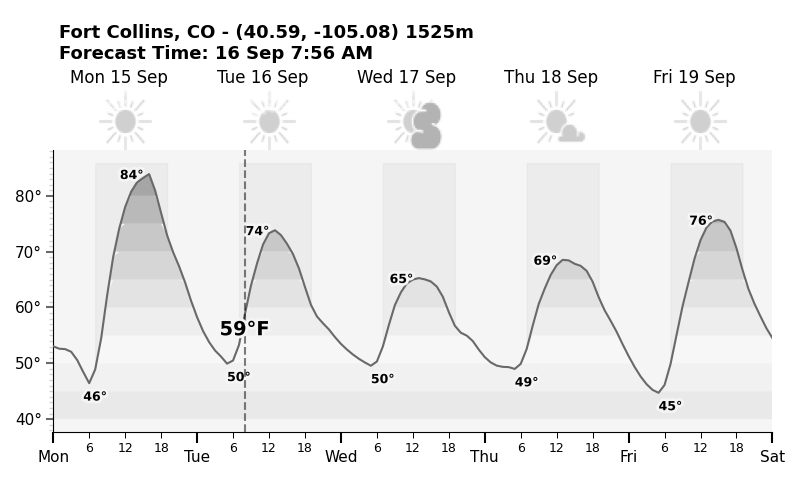 Fort Collins, CO - (40.59, -105.08) 1525m
Forecast Time: 16 Sep 7:56 AM
Mon 15 Sep Tue 16 Sep Wed 17 Sep Thu 18 Sep Fri 19 Sep
84°
80°
76°
74°
70°
69°
65°
60°
59°F
50°
50°
50°
49°
46°
45°
40°
6 12 18 6 12 18 6 12 18 6 12 18 6 12 18
Mon Tue Wed Thu Fri Sat